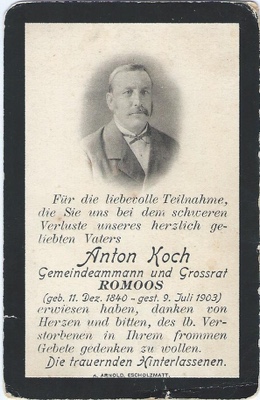 Für die liebevolle Teilnahme,
die Sie uns bei dem schweren
Verluste unseres herzlich ge-
liebten Vaters
Anton Koch
Gemeindeammann und Grossrat
ROMOOS
(geb. 11. Dez. 1840 - gest. 9. Juli 1903)
erwiesen haben, danken von
Herzen und bitten, des lb. Ver-
storbenen in Ihrem frommen
Gebete gedenken zu wollen.
Die trauernden Hinterlassenen.
ARNOLD, ESCHOLZMATT.